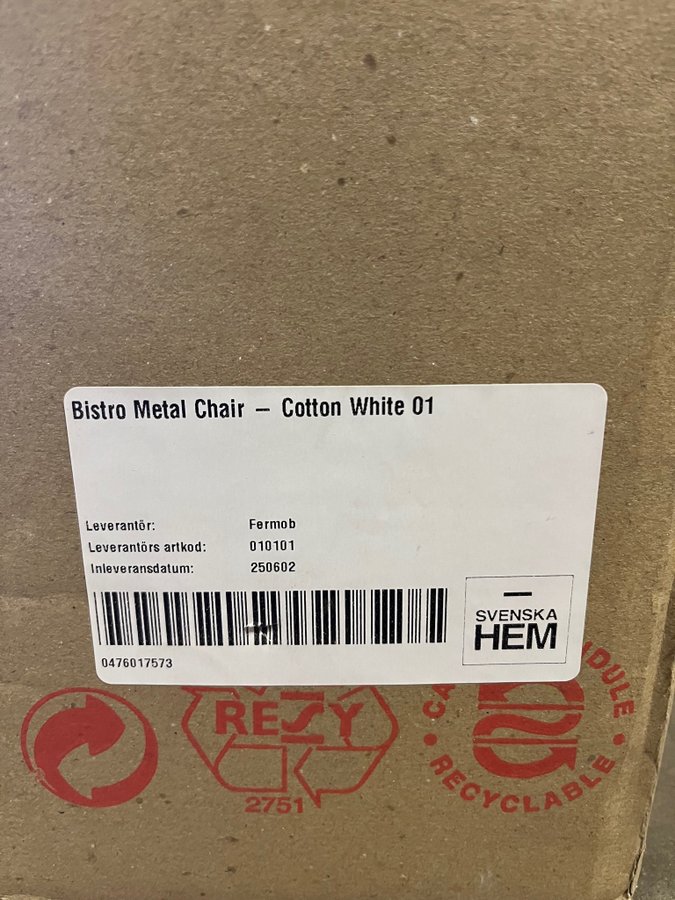 Bistro Metal Chair – Cotton White 01
Leverantör: Fermob
Leverantörs artkod: 010101
Inleveransdatum: 250602
0476017573
SVENSKA
HEM
RESY
2751
RECYCLABLE